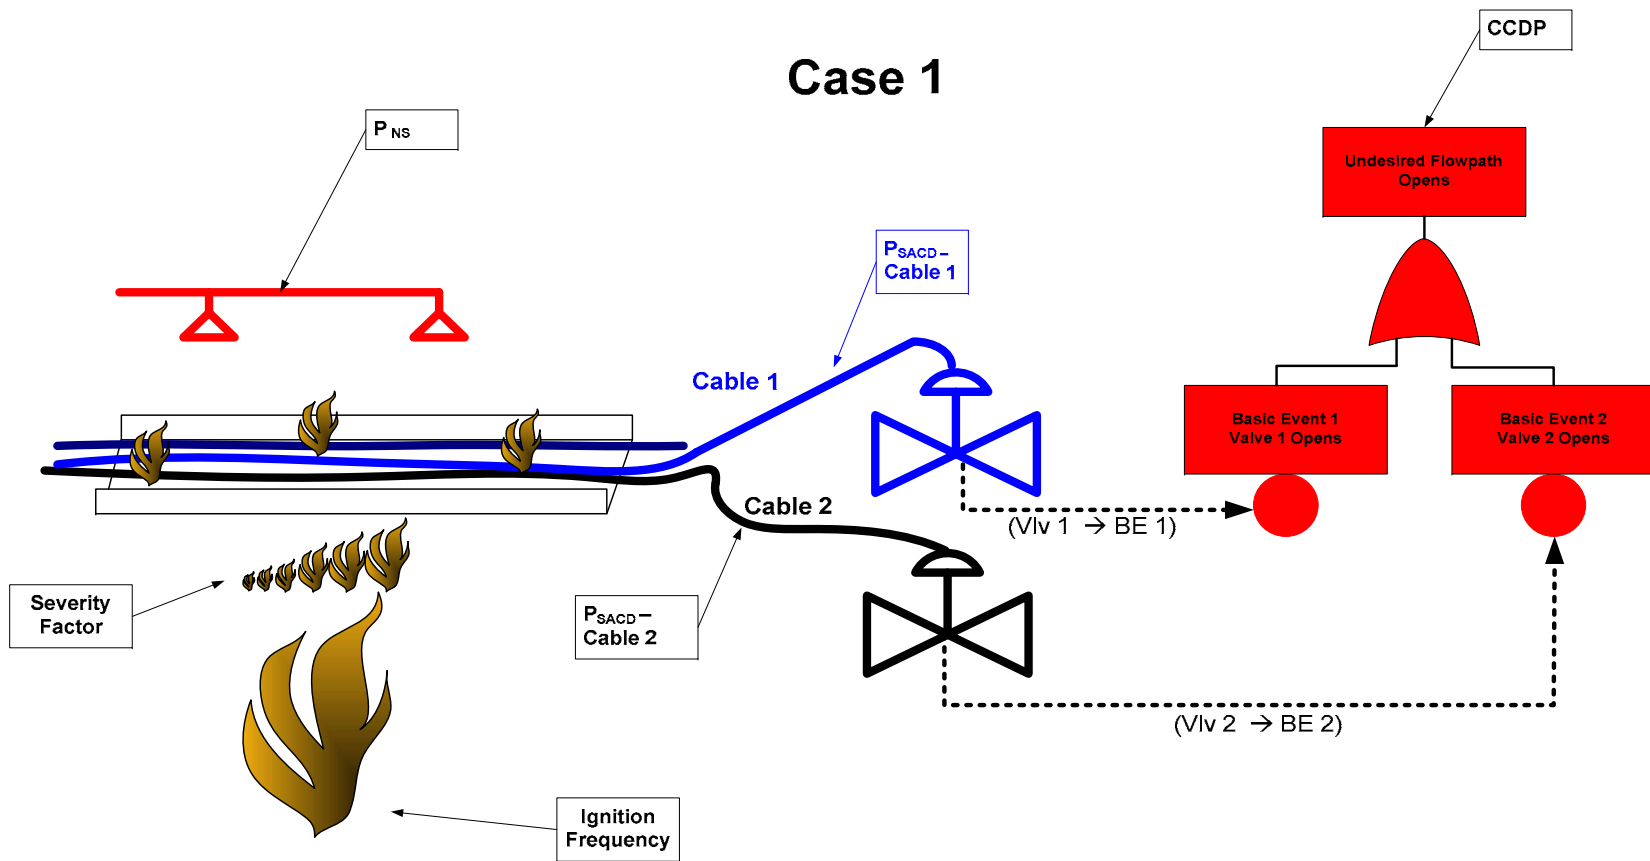 CCDP
Case 1
P NS
Undesired Flowpath
Opens
PSACD –
Cable 1
Cable 1
Basic Event 1
Valve 1 Opens
Basic Event 2
Valve 2 Opens
Cable 2
(Vlv 1 → BE 1)
Severity
Factor
PSACD –
Cable 2
(Vlv 2 → BE 2)
Ignition
Frequency